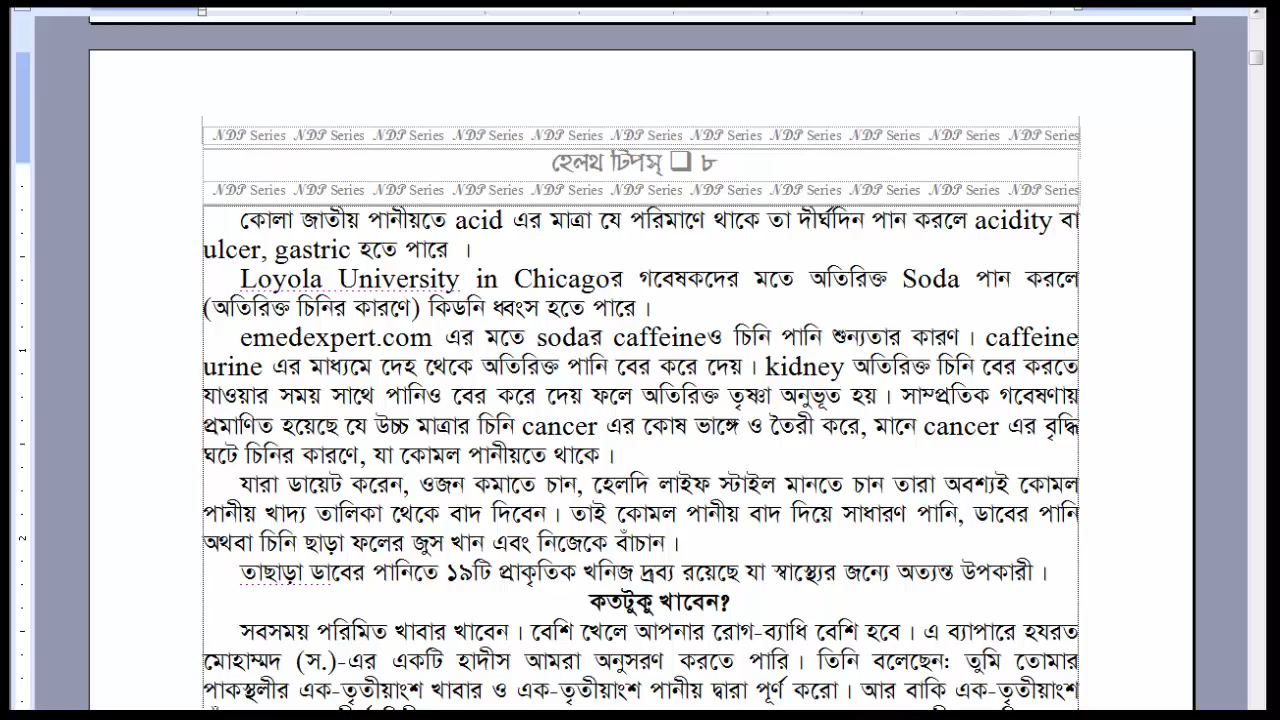 NDP Series NDP Series NDP Series NDP Series NDP Series NDP Series NDP Series NDP Series NDP Series NDP Series NDP Series
হেলথ টিপস্ ❑ ৮
NDP Series NDP Series NDP Series NDP Series NDP Series NDP Series NDP Series NDP Series NDP Series NDP Series NDP Series
কোলা জাতীয় পানীয়তে acid এর মাত্রা যে পরিমাণে থাকে তা দীর্ঘদিন পান করলে acidity বা
ulcer, gastric হতে পারে ।
Loyola University in Chicagoর গবেষকদের মতে অতিরিক্ত Soda পান করলে
(অতিরিক্ত চিনির কারণে) কিডনি ধ্বংস হতে পারে ।
emedexpert.com এর মতে sodaর caffeineও চিনি পানি শুন্যতার কারণ । caffeine
urine এর মাধ্যমে দেহ থেকে অতিরিক্ত পানি বের করে দেয় । kidney অতিরিক্ত চিনি বের করতে
যাওয়ার সময় সাথে পানিও বের করে দেয় ফলে অতিরিক্ত তৃষ্ণা অনুভূত হয় । সাম্প্রতিক গবেষণায়
প্রমাণিত হয়েছে যে উচ্চ মাত্রার চিনি cancer এর কোষ ভাঙ্গে ও তৈরী করে, মানে cancer এর বৃদ্ধি
ঘটে চিনির কারণে, যা কোমল পানীয়তে থাকে ।
যারা ডায়েট করেন, ওজন কমাতে চান, হেলদি লাইফ স্টাইল মানতে চান তারা অবশ্যই কোমল
পানীয় খাদ্য তালিকা থেকে বাদ দিবেন । তাই কোমল পানীয় বাদ দিয়ে সাধারণ পানি, ডাবের পানি
অথবা চিনি ছাড়া ফলের জুস খান এবং নিজেকে বাঁচান ।
তাছাড়া ডাবের পানিতে ১৯টি প্রাকৃতিক খনিজ দ্রব্য রয়েছে যা স্বাস্থ্যের জন্যে অত্যন্ত উপকারী ।
কতটুকু খাবেন?
সবসময় পরিমিত খাবার খাবেন । বেশি খেলে আপনার রোগ-ব্যাধি বেশি হবে । এ ব্যাপারে হযরত
মোহাম্মদ (স.)-এর একটি হাদীস আমরা অনুসরণ করতে পারি । তিনি বলেছেন: তুমি তোমার
পাকস্থলীর এক-তৃতীয়াংশ খাবার ও এক-তৃতীয়াংশ পানীয় দ্বারা পূর্ণ করো । আর বাকি এক-তৃতীয়াংশ